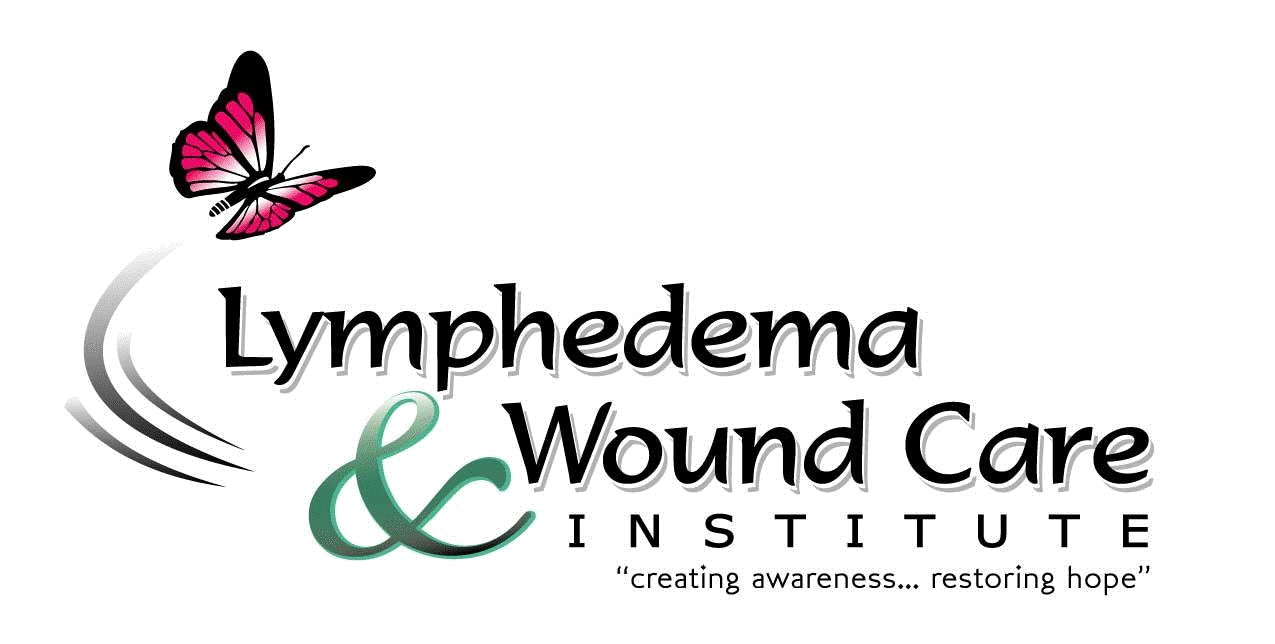 Lymphedema
& Wound Care
INSTITUTE
“creating awareness... restoring hope”